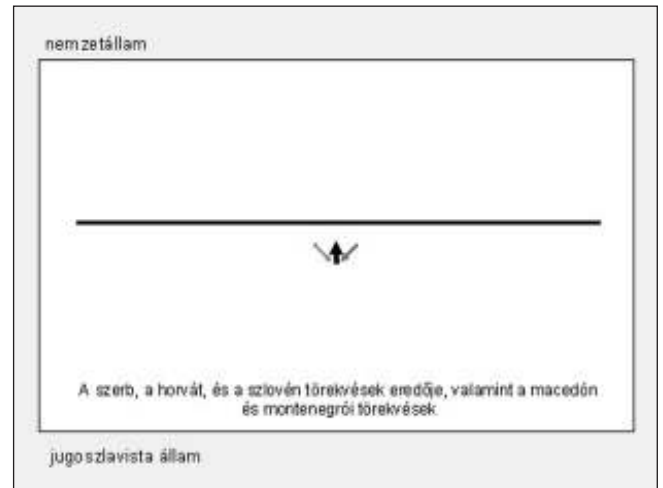 nemzetállam
A szerb, a horvát, és a szlovén törekvések eredője, valamint a macedón
és montenegrói törekvések
jugoszlavista állam